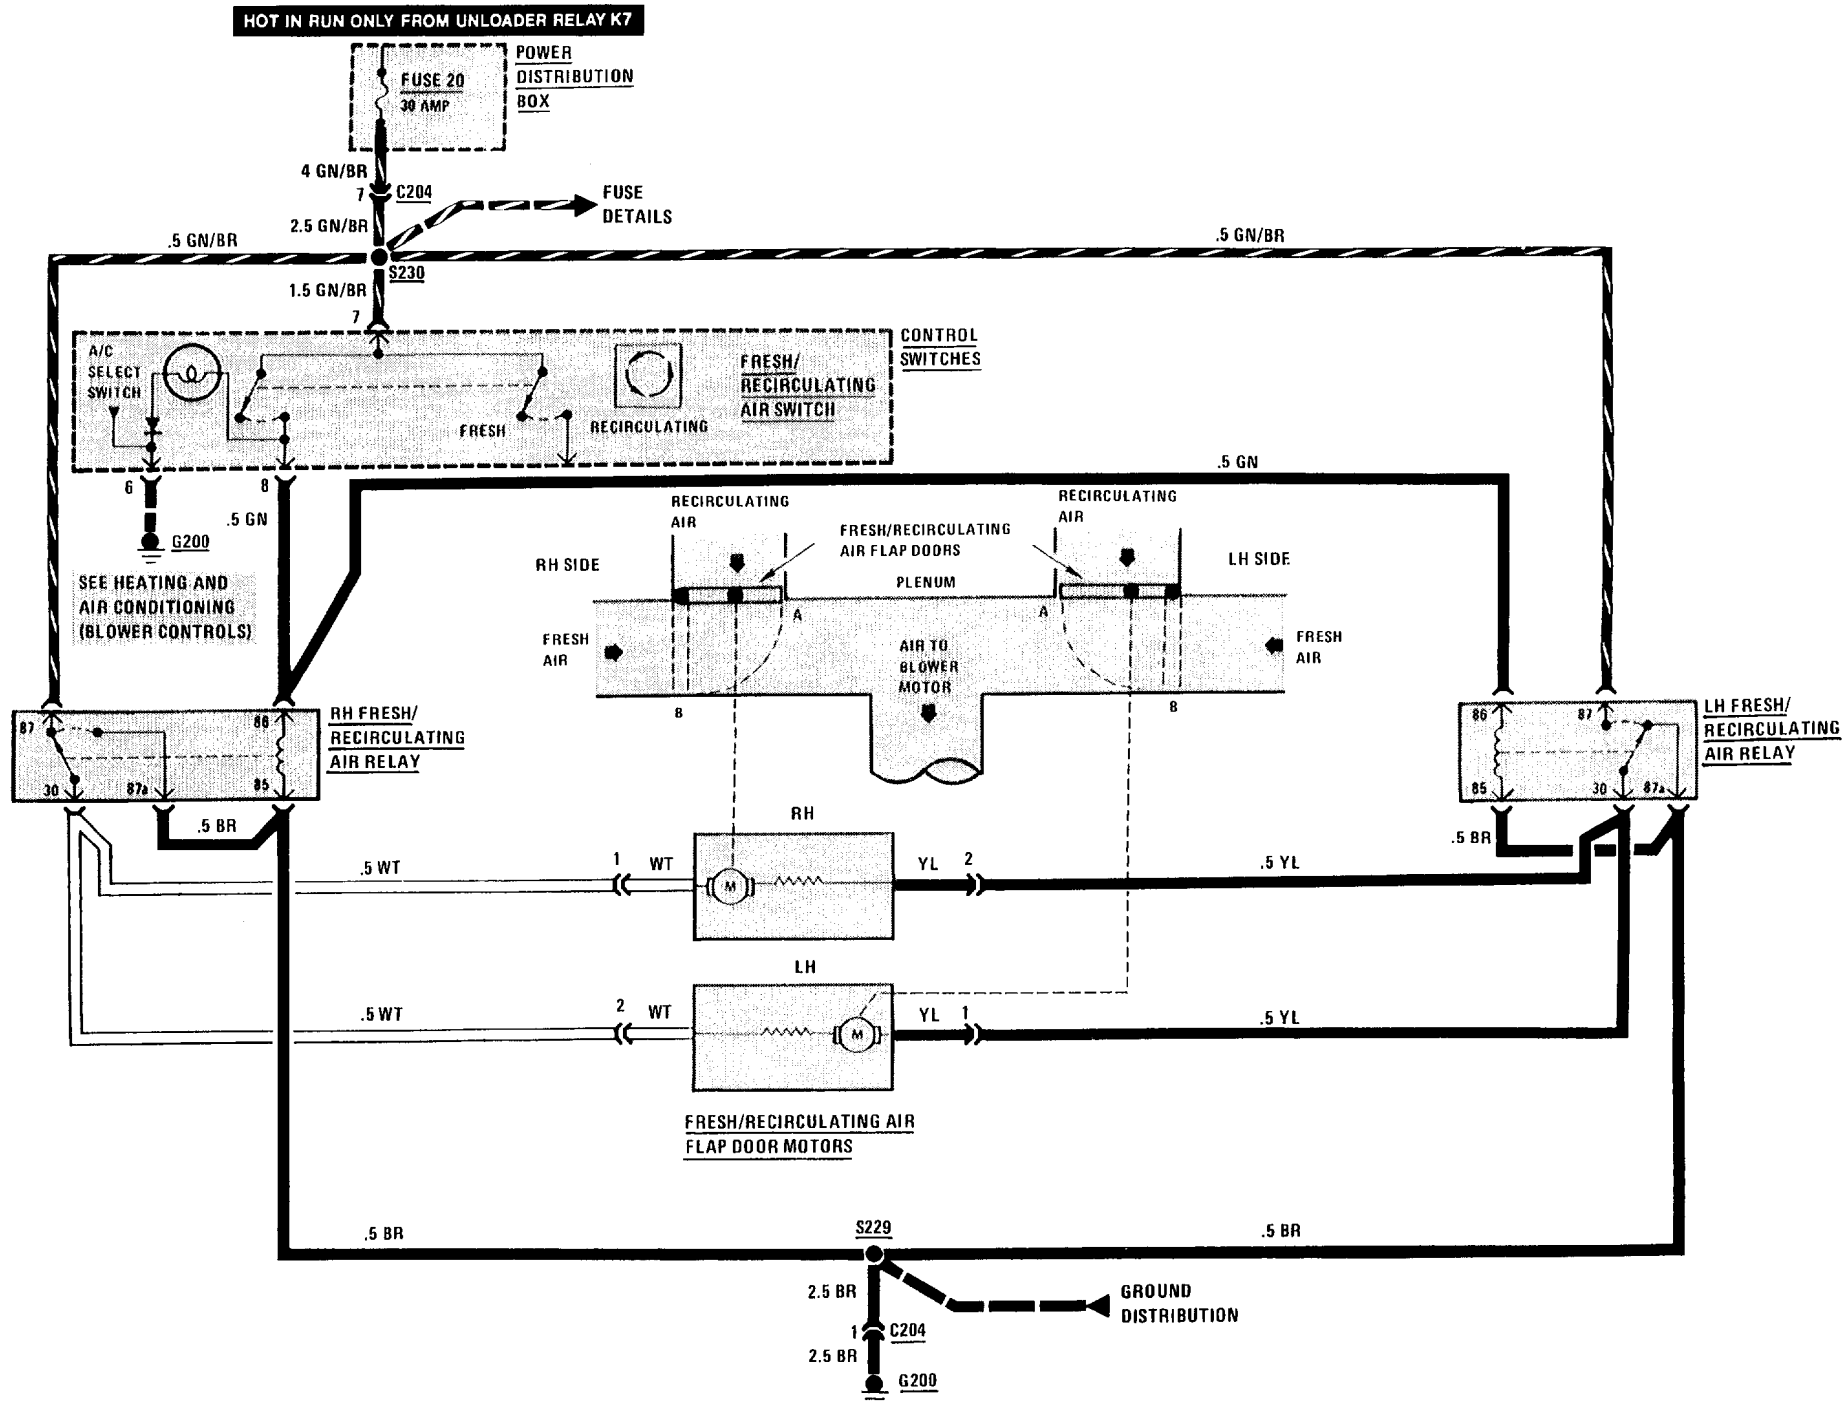 HOT IN RUN ONLY FROM UNLOADER RELAY K7
POWER
DISTRIBUTION
BOX
FUSE 20
30 AMP
4 GN/BR
7
C204
FUSE
DETAILS
2.5 GN/BR
.5 GN/BR
.5 GN/BR
S230
1.5 GN/BR
7
CONTROL
SWITCHES
A/C
SELECT
SWITCH
FRESH/
RECIRCULATING
AIR SWITCH
FRESH
RECIRCULATING
6
8
.5 GN
.5 GN
G200
SEE HEATING AND
AIR CONDITIONING
(BLOWER CONTROLS)
RECIRCULATING
AIR
RECIRCULATING
AIR
FRESH/RECIRCULATING
AIR FLAP DOORS
RH SIDE
LH SIDE
PLENUM
A
A
FRESH
AIR
AIR TO
BLOWER
MOTOR
FRESH
AIR
B
B
87
86
30
87a
85
RH FRESH/
RECIRCULATING
AIR RELAY
86
87
85
30
87a
LH FRESH/
RECIRCULATING
AIR RELAY
.5 BR
.5 BR
RH
.5 WT
1
WT
M
YL
2
.5 YL
LH
.5 WT
2
WT
M
YL
1
.5 YL
FRESH/RECIRCULATING AIR
FLAP DOOR MOTORS
.5 BR
S229
.5 BR
2.5 BR
GROUND
DISTRIBUTION
1
C204
2.5 BR
G200